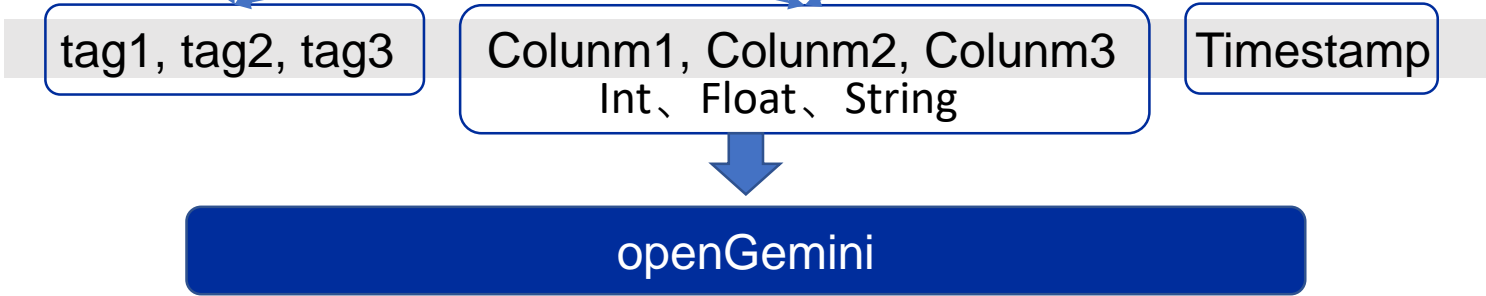 tag1, tag2, tag3
Colunm1, Colunm2, Colunm3
Int、Float、String
Timestamp
openGemini